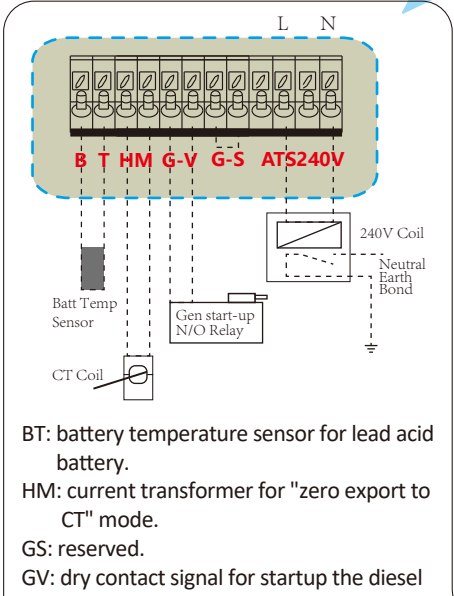 L N
B T HM G-V G-S ATS240V
240V Coil
Neutral
Earth
Bond
Batt Temp
Sensor
Gen start-up
N/O Relay
CT Coil
BT: battery temperature sensor for lead acid
battery.
HM: current transformer for "zero export to
CT" mode.
GS: reserved.
GV: dry contact signal for startup the diesel